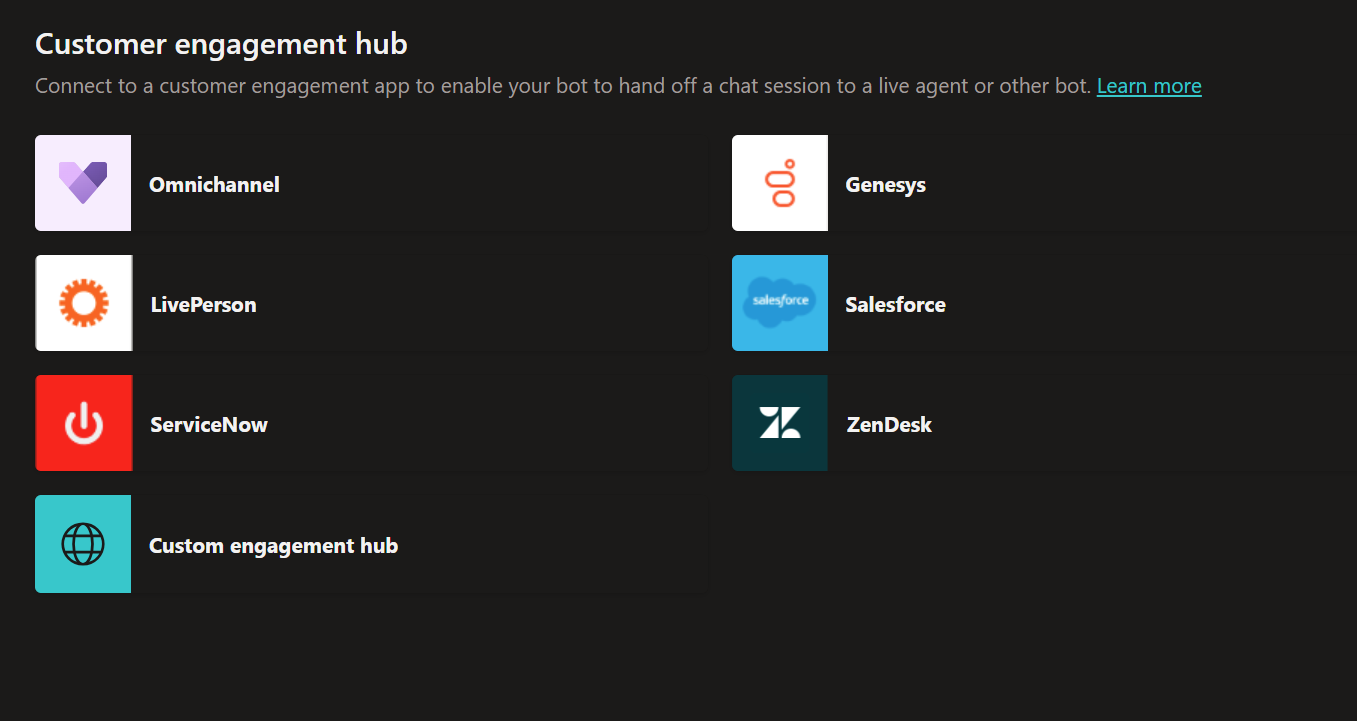 Customer engagement hub
Connect to a customer engagement app to enable your bot to hand off a chat session to a live agent or other bot. Learn more
Omnichannel
Genesys
LivePerson
salesforce
Salesforce
ServiceNow
ZenDesk
Custom engagement hub